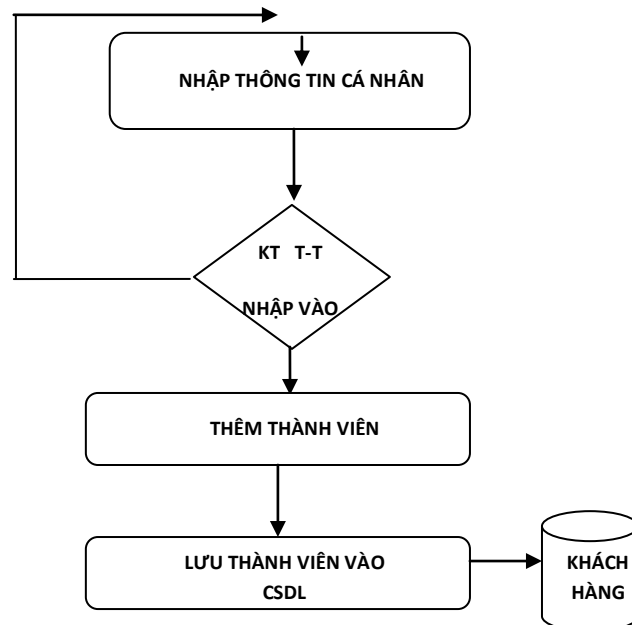 NHẬP THÔNG TIN CÁ NHÂN
KT T-T
NHẬP VÀO
THÊM THÀNH VIÊN
LƯU THÀNH VIÊN VÀO
CSDL
KHÁCH
HÀNG